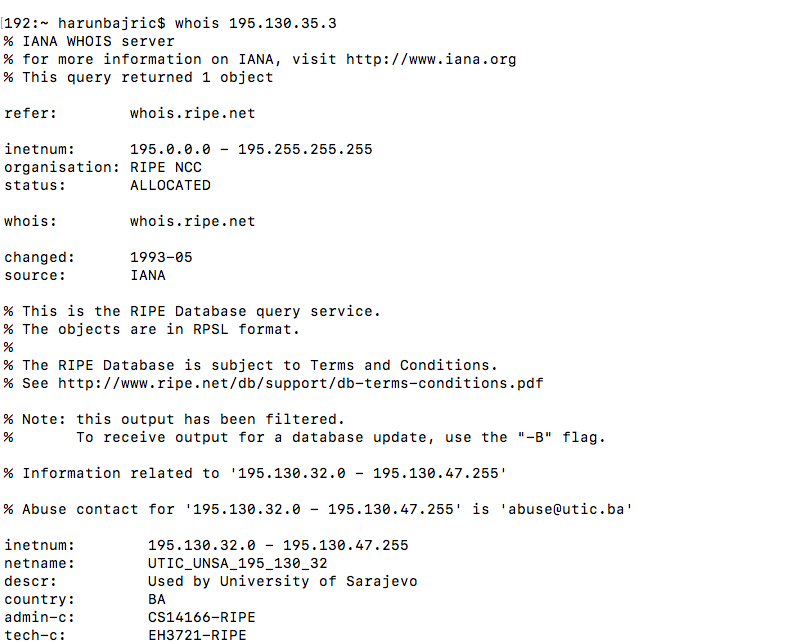 [192:~ harunbajric$ whois 195.130.35.3
% IANA WHOIS server
% for more information on IANA, visit http://www.iana.org
% This query returned 1 object
refer:        whois.ripe.net
inetnum:      195.0.0.0 - 195.255.255.255
organisation: RIPE NCC
status:       ALLOCATED
whois:        whois.ripe.net
changed:      1993-05
source:       IANA
% This is the RIPE Database query service.
% The objects are in RPSL format.
%
% The RIPE Database is subject to Terms and Conditions.
% See http://www.ripe.net/db/support/db-terms-conditions.pdf
% Note: this output has been filtered.
%       To receive output for a database update, use the "-B" flag.
% Information related to '195.130.32.0 - 195.130.47.255'
% Abuse contact for '195.130.32.0 - 195.130.47.255' is 'abuse@utic.ba'
inetnum:        195.130.32.0 - 195.130.47.255
netname:        UTIC_UNSA_195_130_32
descr:          Used by University of Sarajevo
country:        BA
admin-c:        CS14166-RIPE
tech-c:         EH3721-RIPE